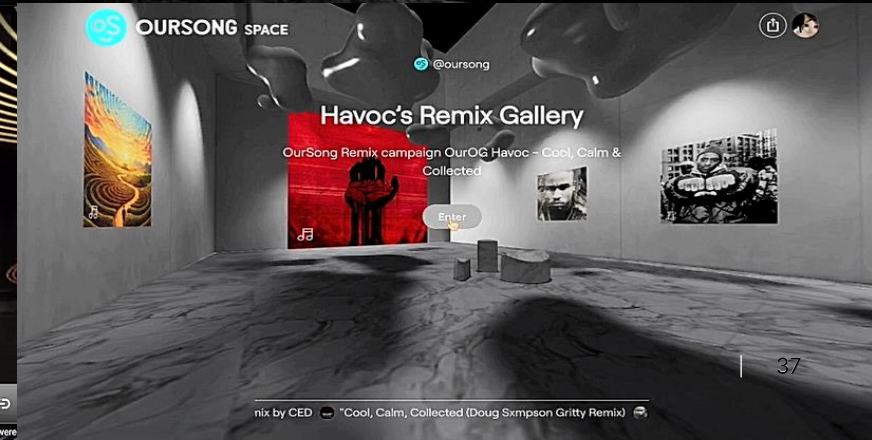 OURSONG SPACE
@oursong
Havoc's Remix Gallery
OurSong Remix campaign OurOG Havoc - Cool, Calm &
Collected
Enter
37
nix by CED "Cool, Calm, Collected (Doug Sxmpson Gritty Remix)
were